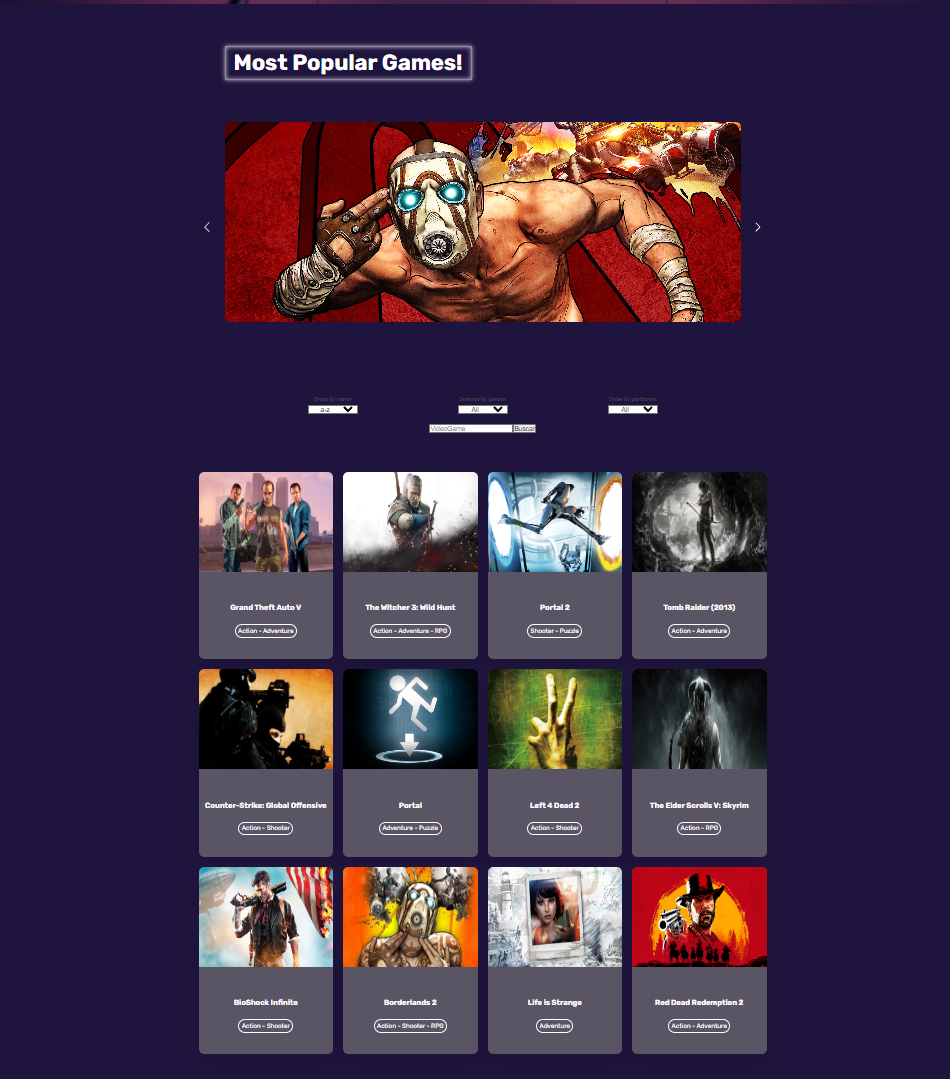 Most Popular Games!
Order by name
Ordenar by genres
Order by platforms
a-z
All
All
VideoGame
Buscar
Grand Theft Auto V
The Witcher 3: Wild Hunt
Portal 2
Tomb Raider (2013)
Action - Adventure
Action - Adventure - RPG
Shooter - Puzzle
Action - Adventure
Counter-Strike: Global Offensive
Portal
Left 4 Dead 2
The Elder Scrolls V: Skyrim
Action - Shooter
Adventure - Puzzle
Action - Shooter
Action - RPG
BioShock Infinite
Borderlands 2
Life is Strange
Red Dead Redemption 2
Action - Shooter
Action - Shooter - RPG
Adventure
Action - Adventure